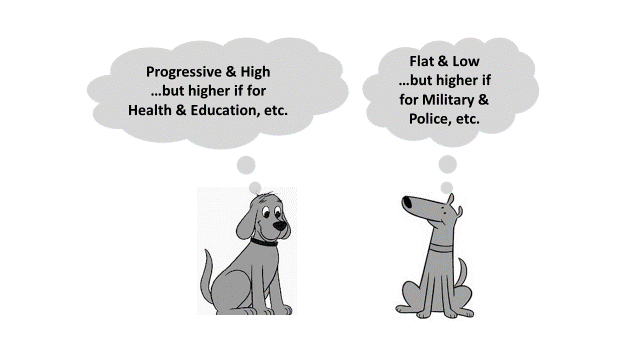 Progressive & High
...but higher if for
Health & Education, etc.
Flat & Low
...but higher if
for Military &
Police, etc.